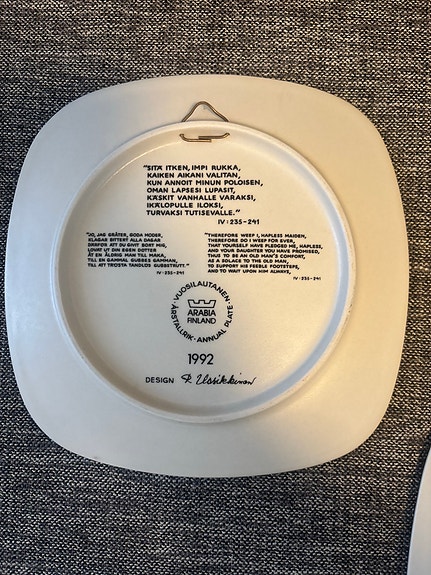 "SITÄ ITKEN, IMPI RUKKA,
KAIKEN AIKANI VALITAN,
KUN ANNOIT MINUN POLOISEN,
OMAN LAPSESI LUPASIT,
KÄSKIT VANHALLE VARAKSI,
IKÄLOPULLE ILOKSI,
TURVAKSI TUTISEVALLE."
IV:235-241
"JO, JAG GRÅTER, GODA MODER,
KLAGAR BITTERT ALLA DAGAR
DÄRFÖR ATT DU GIVIT BORT MIG,
LOVAT UT DIN EGEN DOTTER
ÅT EN ÅLDRIG MAN TILL MAKA,
TILL EN GAMMAL GUBBES GAMMAN,
TILL ATT TRÖSTA TANDLÖS GUBBSTRUTT."
IV:235-241
"THEREFORE WEEP I, HAPLESS MAIDEN,
THEREFORE DO I WEEP FOR EVER,
THAT YOURSELF HAVE PLEDGED ME, HAPLESS,
AND YOUR DAUGHTER YOU HAVE PROMISED,
THUS TO BE AN OLD MAN'S COMFORT,
AS A SOLACE TO THE OLD MAN,
TO SUPPORT HIS FEEBLE FOOTSTEPS,
AND TO WAIT UPON HIM ALWAYS,
IV:235-241
·VUOSILAUTANEN·
ÅRSTALLRIK·ANNUAL PLATE
ARABIA
FINLAND
1992
DESIGN R. Uosikkinen